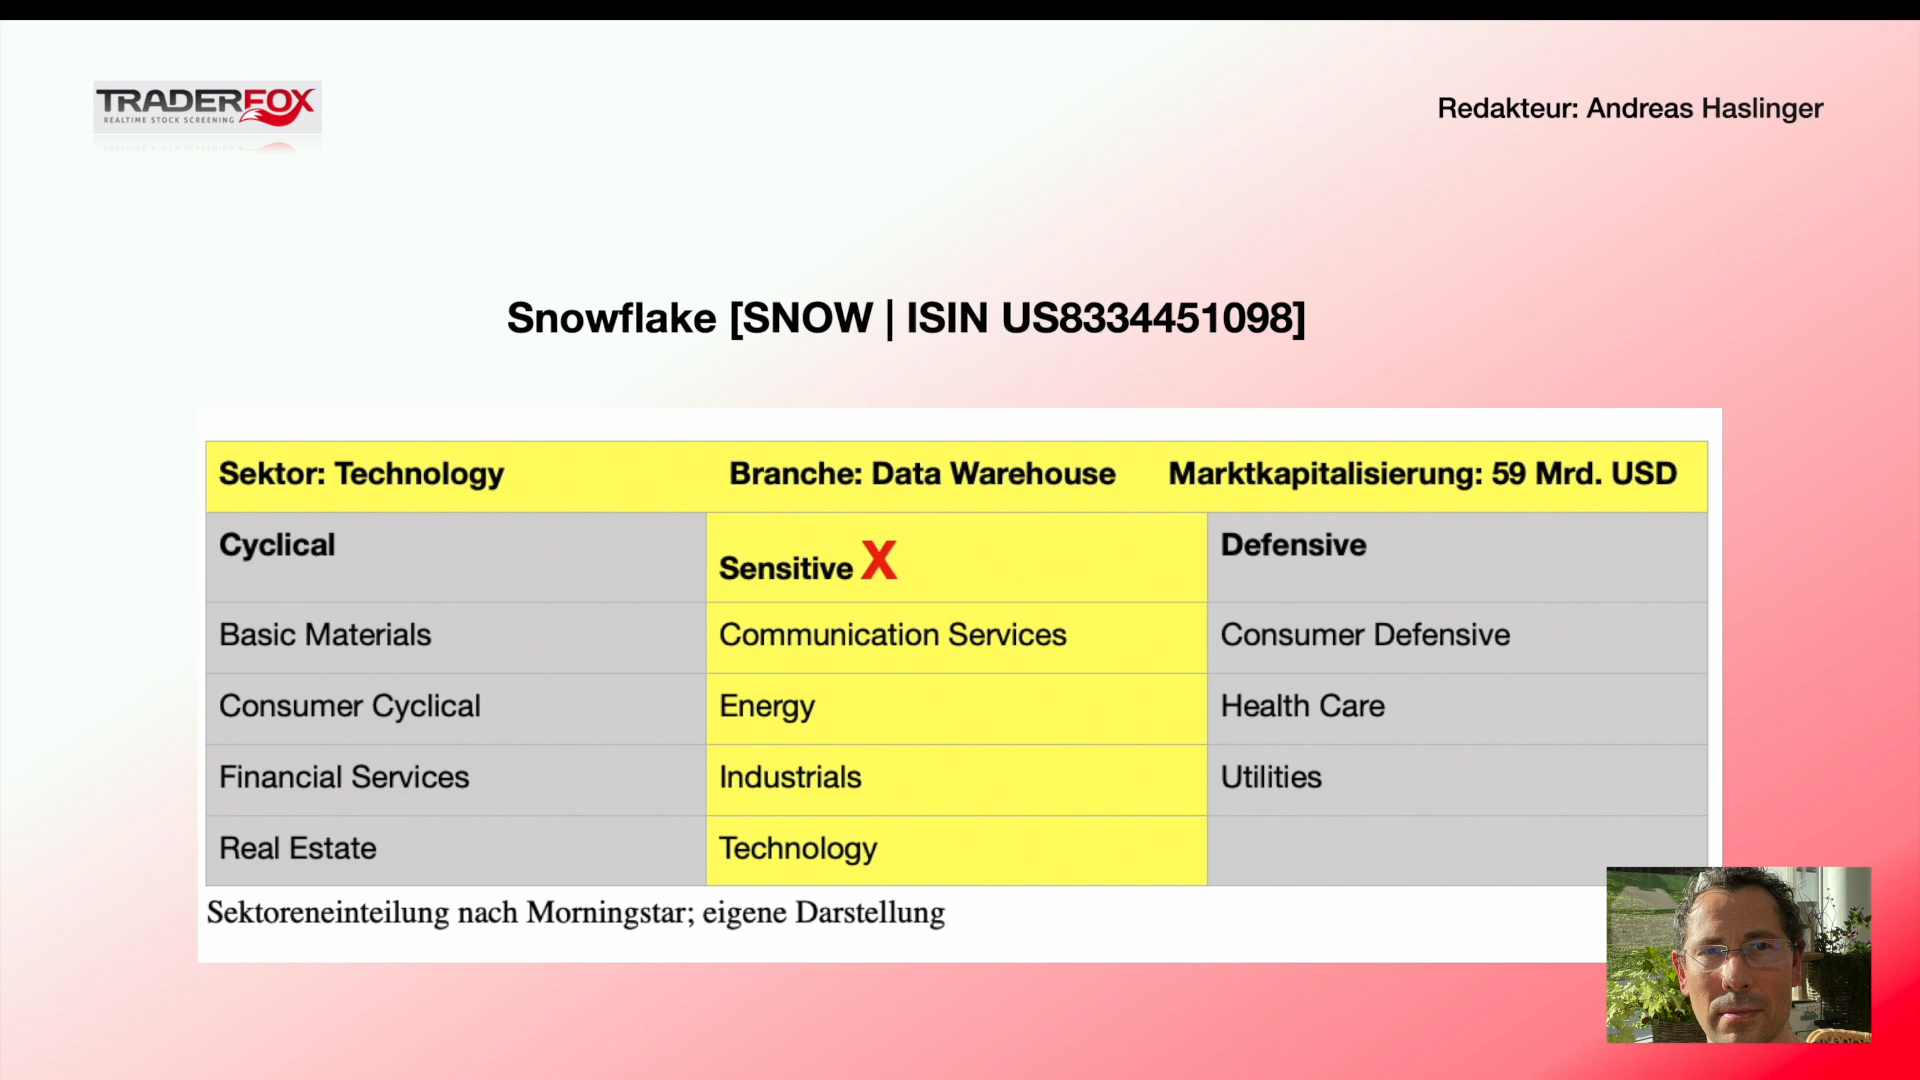 TRADERFOX
REALTIME STOCK SCREENING
Redakteur: Andreas Haslinger
Snowflake [SNOW | ISIN US8334451098]
Sektor: Technology Branche: Data Warehouse Marktkapitalisierung: 59 Mrd. USD
Cyclical Sensitive X Defensive
Basic Materials Communication Services Consumer Defensive
Consumer Cyclical Energy Health Care
Financial Services Industrials Utilities
Real Estate Technology
Sektoreneinteilung nach Morningstar; eigene Darstellung